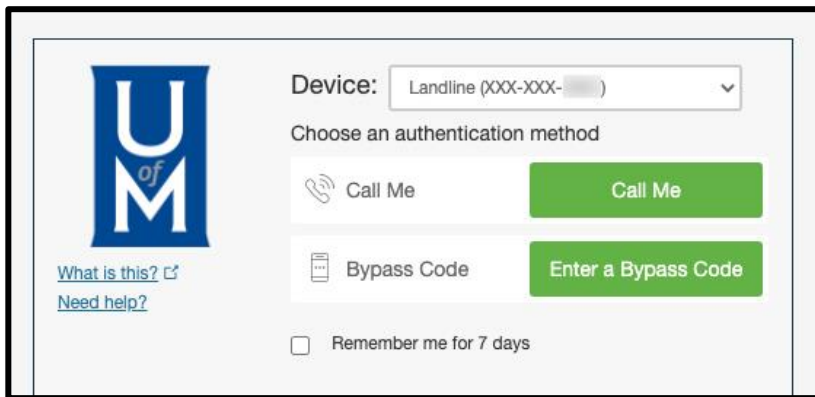 U
of
M
What is this?
Need help?
Device:
Landline (XXX-XXX- )
Choose an authentication method
Call Me
Call Me
Bypass Code
Enter a Bypass Code
Remember me for 7 days